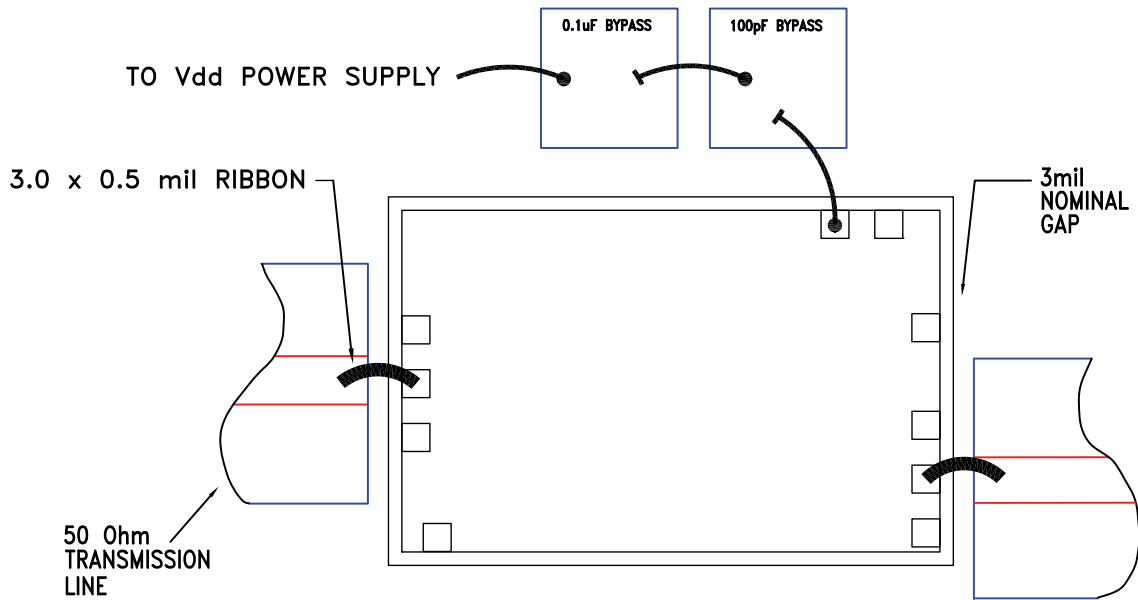 0.1uF BYPASS
100pF BYPASS
TO Vdd POWER SUPPLY
3.0 x 0.5 mil RIBBON
3mil
NOMINAL
GAP
50 Ohm
TRANSMISSION
LINE